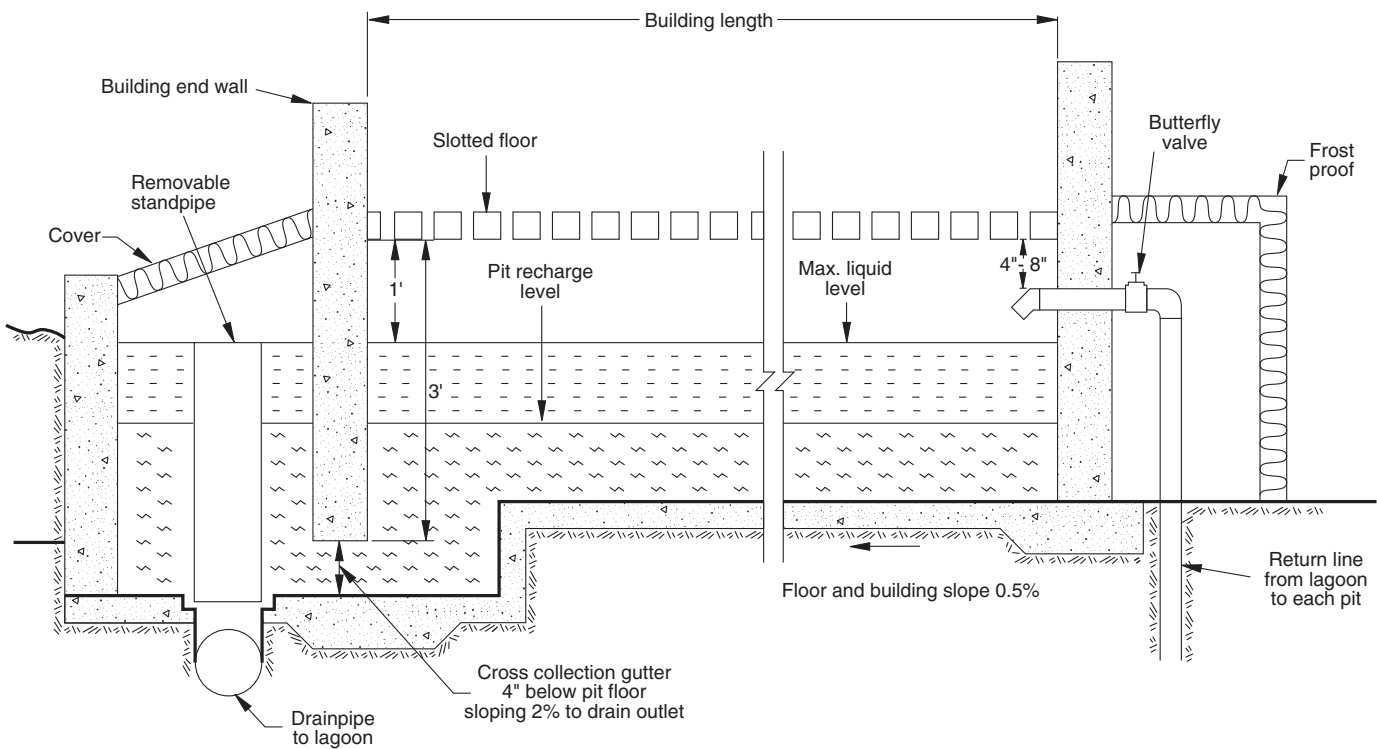 Building length
Building end wall
Slotted floor
Butterfly
valve
Frost
proof
Removable
standpipe
Cover
1'
3'
Pit recharge
level
Max. liquid
level
4"- 8"
Floor and building slope 0.5%
Return line
from lagoon
to each pit
Cross collection gutter
4" below pit floor
sloping 2% to drain outlet
Drainpipe
to lagoon